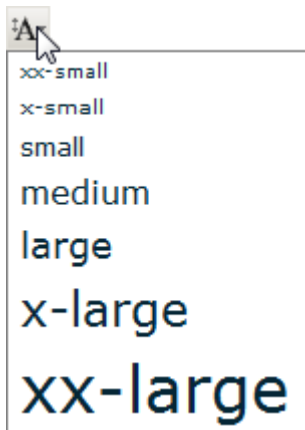 A
xx-small
x-small
small
medium
large
x-large
xx-large